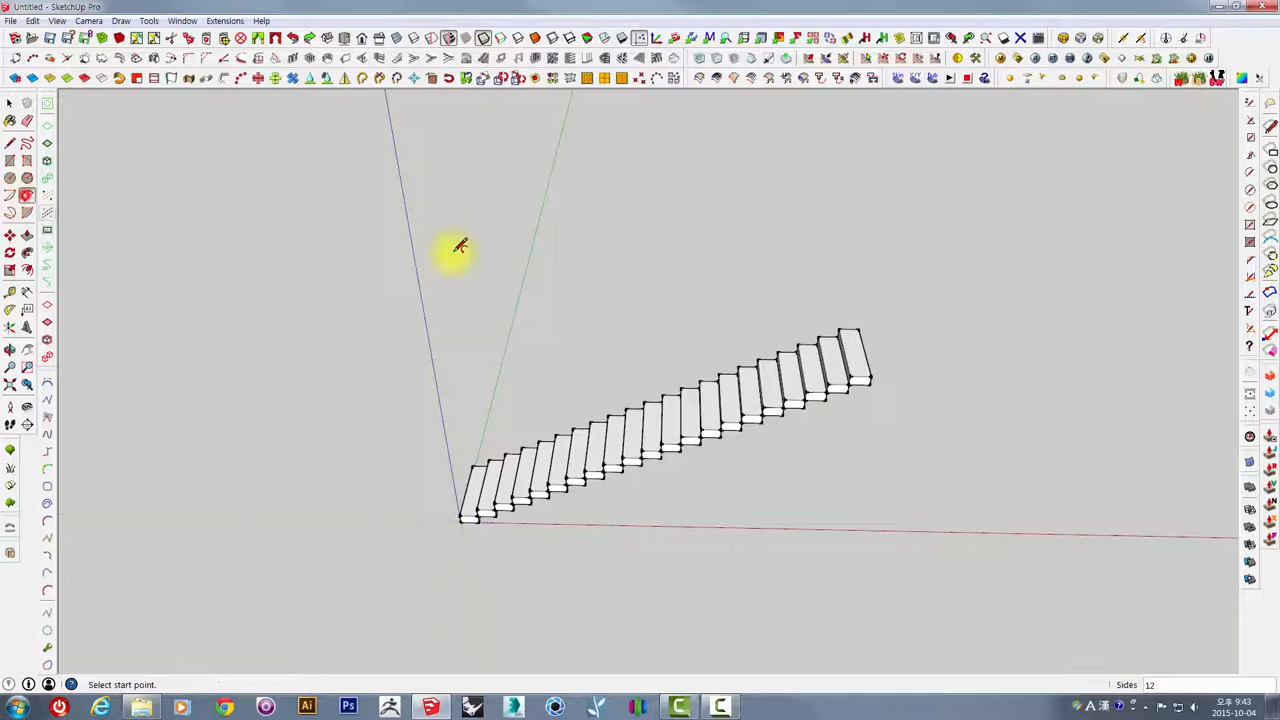 Untitled - SketchUp Pro
File Edit View Camera Draw Tools Window Extensions Help
Select start point.
Sides 12
A 漢
오후 9:43
2015-10-04